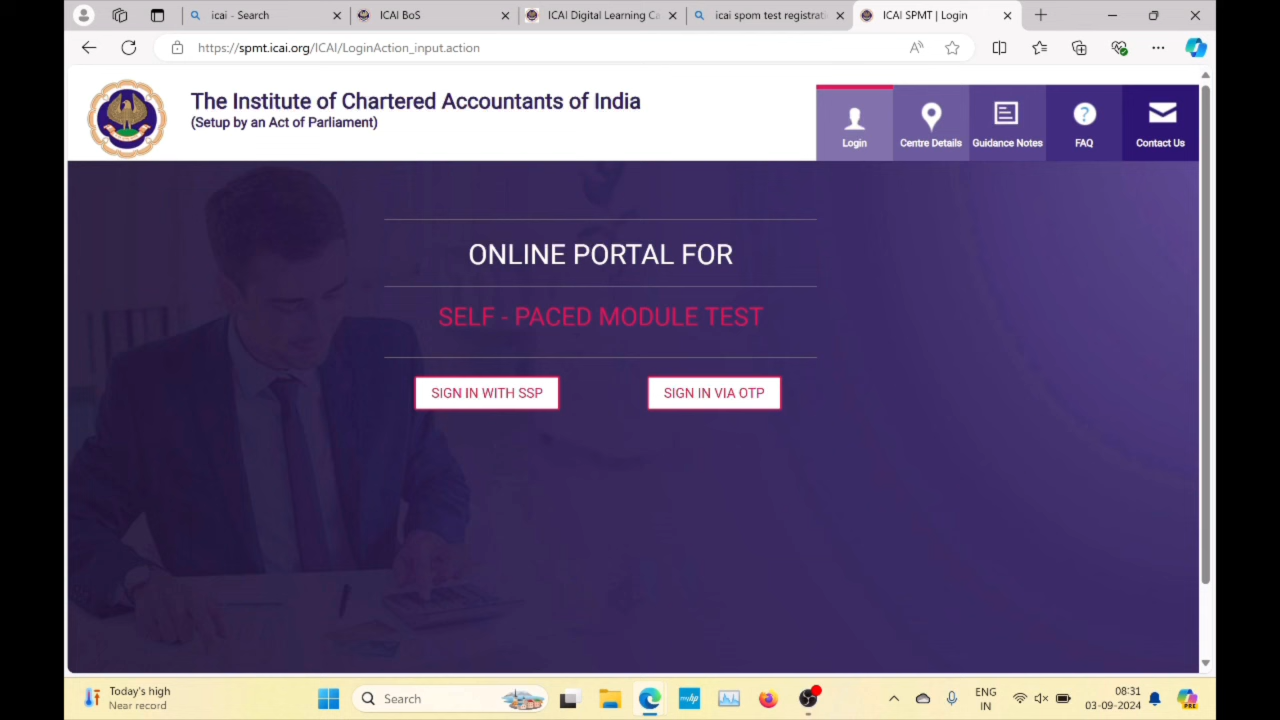 icai - Search
ICAI BoS
ICAI Digital Learning Ca
icai spom test registrat
ICAI SPMT | Login
https://spmt.icai.org/ICAI/LoginAction_input.action
The Institute of Chartered Accountants of India
(Setup by an Act of Parliament)
Login
Centre Details
Guidance Notes
?
FAQ
Contact Us
ONLINE PORTAL FOR
SELF - PACED MODULE TEST
SIGN IN WITH SSP
SIGN IN VIA OTP
Today's high
Near record
Search
myhp
ENG
IN
08:31
03-09-2024
PRE